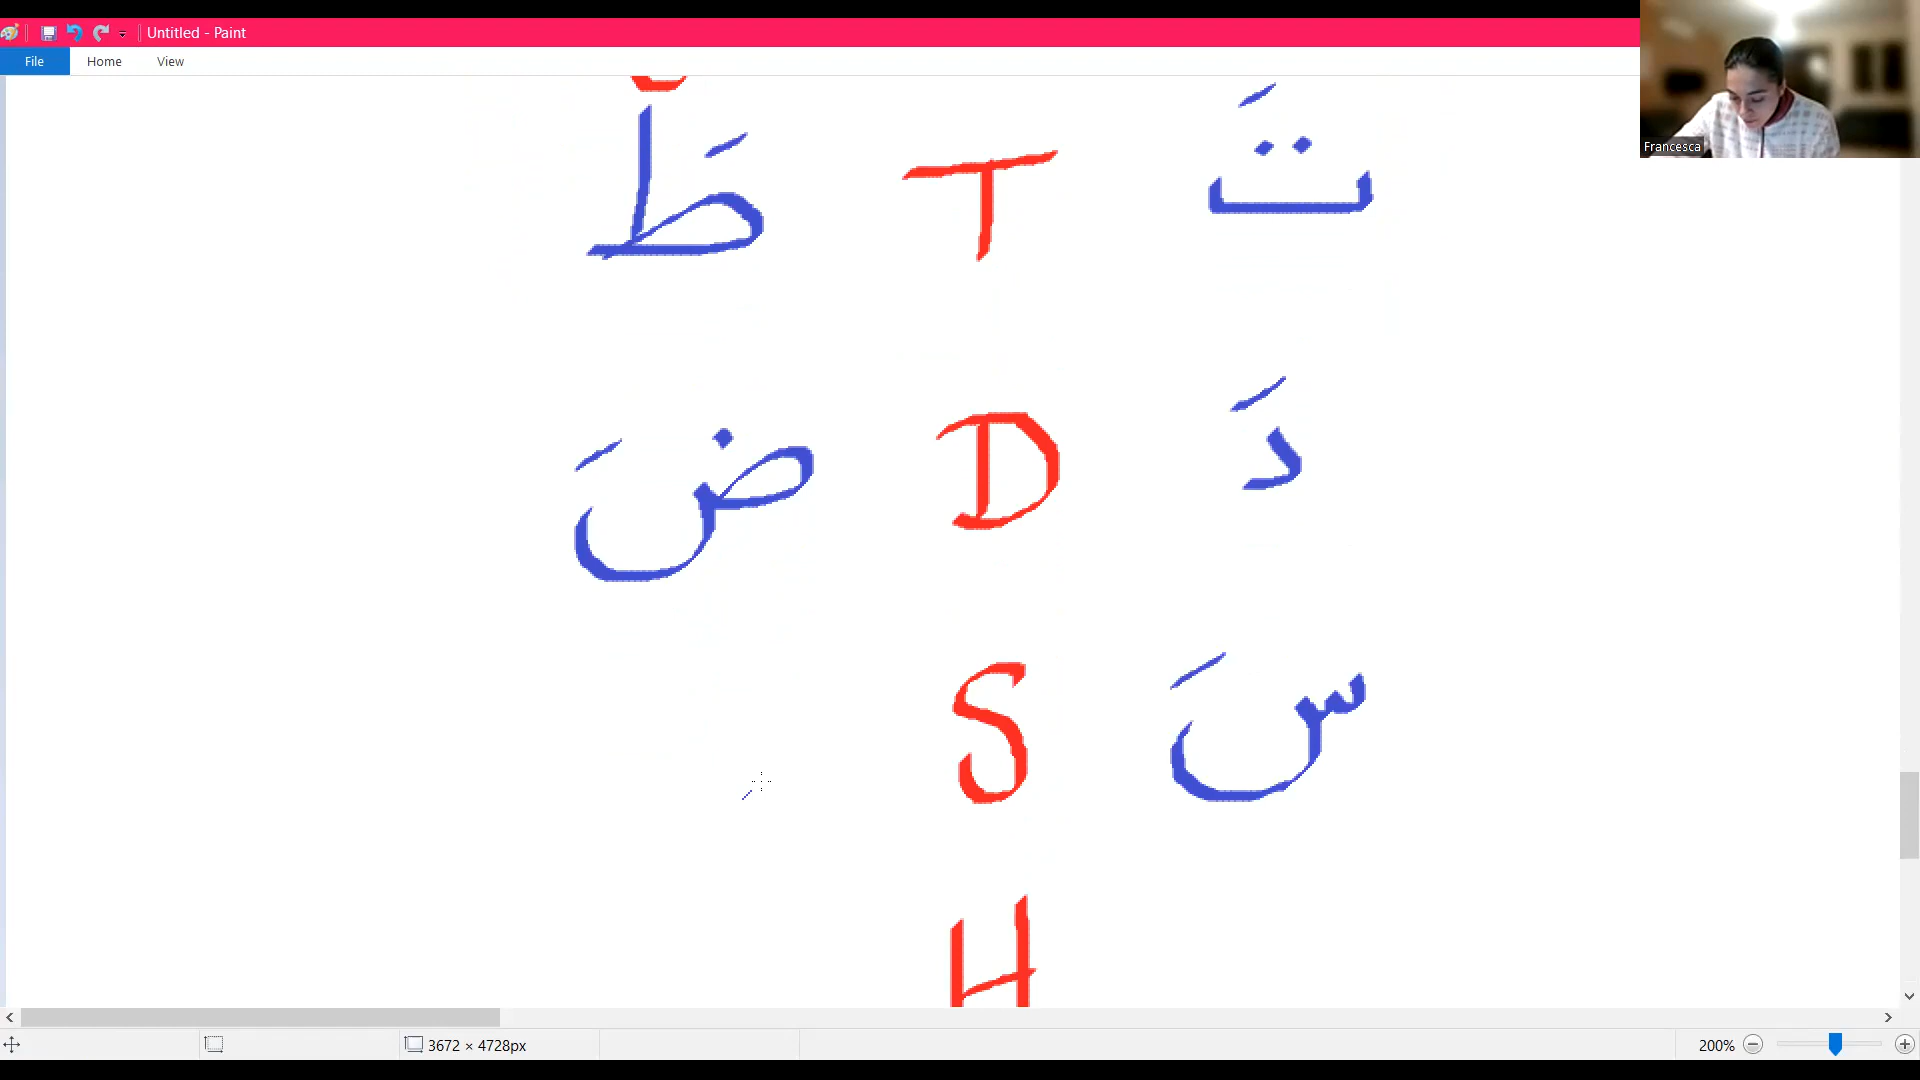 Untitled - Paint
File Home View
Francesca
طَ T تَ
ضَ D دَ
S سَ
H
3672 × 4728px 200%